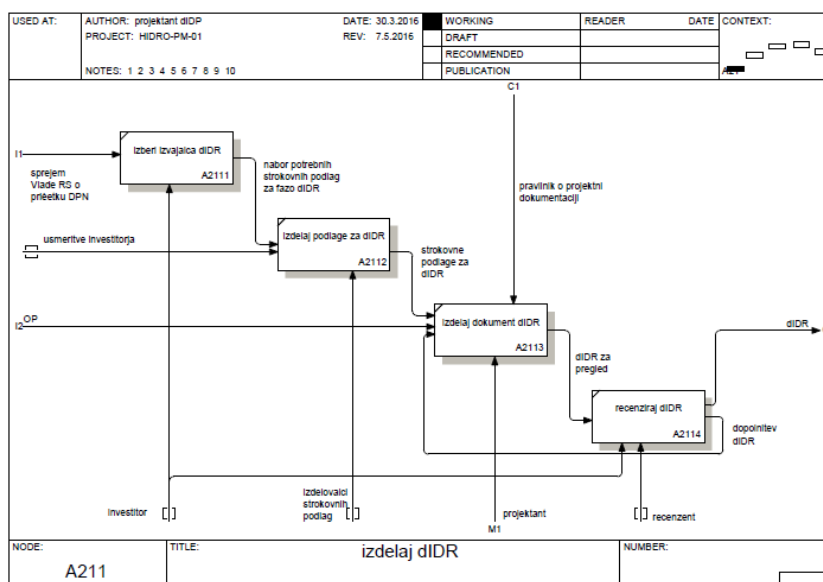 USED AT:
AUTHOR: projektant dIDP
DATE: 30.3.2016
WORKING
READER
DATE
CONTEXT:
PROJECT: HIDRO-PM-01
REV: 7.5.2016
DRAFT
RECOMMENDED
NOTES: 1 2 3 4 5 6 7 8 9 10
PUBLICATION
C1
I1
izberi izvajalca dIDR
A2111
sprejem
Vlade RS o
pričetku DPN
nabor potrebnih
strokovnih podlag
za fazo dIDR
pravilnik o projektni
dokumentaciji
usmeritve investitorja
izdelaj podlage za dIDR
A2112
strokovne
podlage za
dIDR
I2
OP
izdelaj dokument dIDR
A2113
dIDR
dIDR za
pregled
recenziraj dIDR
A2114
dopolnitev
dIDR
investitor
izdelovalci
strokovnih
podlag
projektant
M1
recenzent
NODE:
A211
TITLE:
izdelaj dIDR
NUMBER: